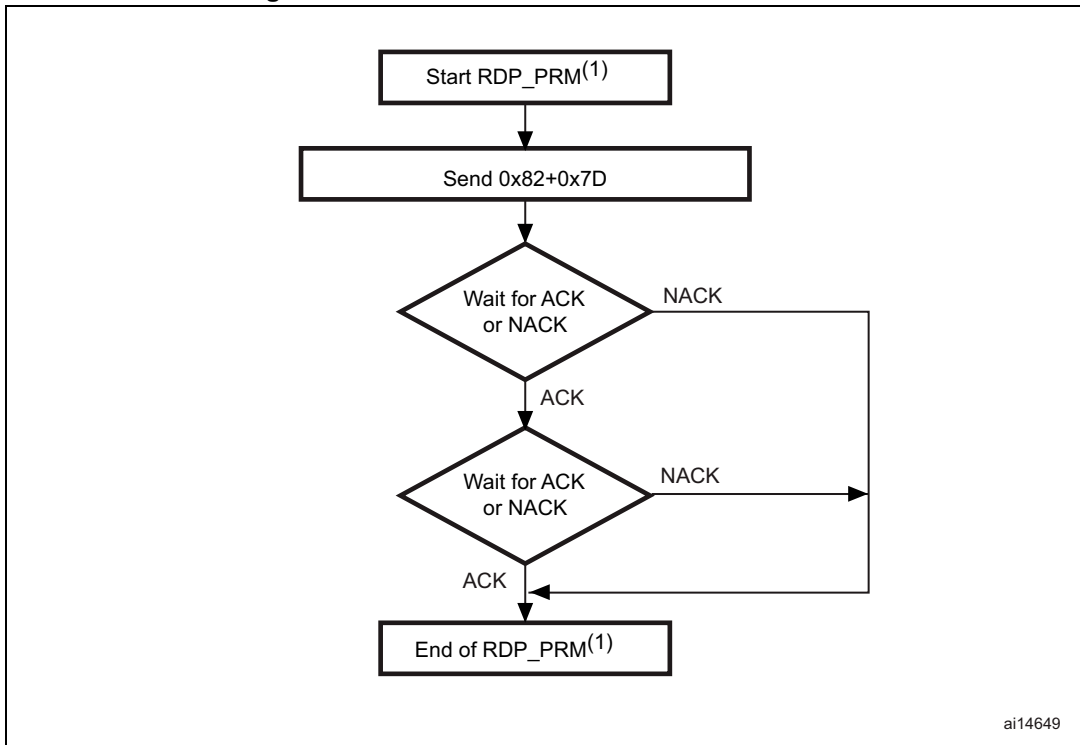 Start RDP_PRM(1)
Send 0x82+0x7D
Wait for ACK
or NACK
NACK
ACK
Wait for ACK
or NACK
NACK
ACK
End of RDP_PRM(1)
ai14649